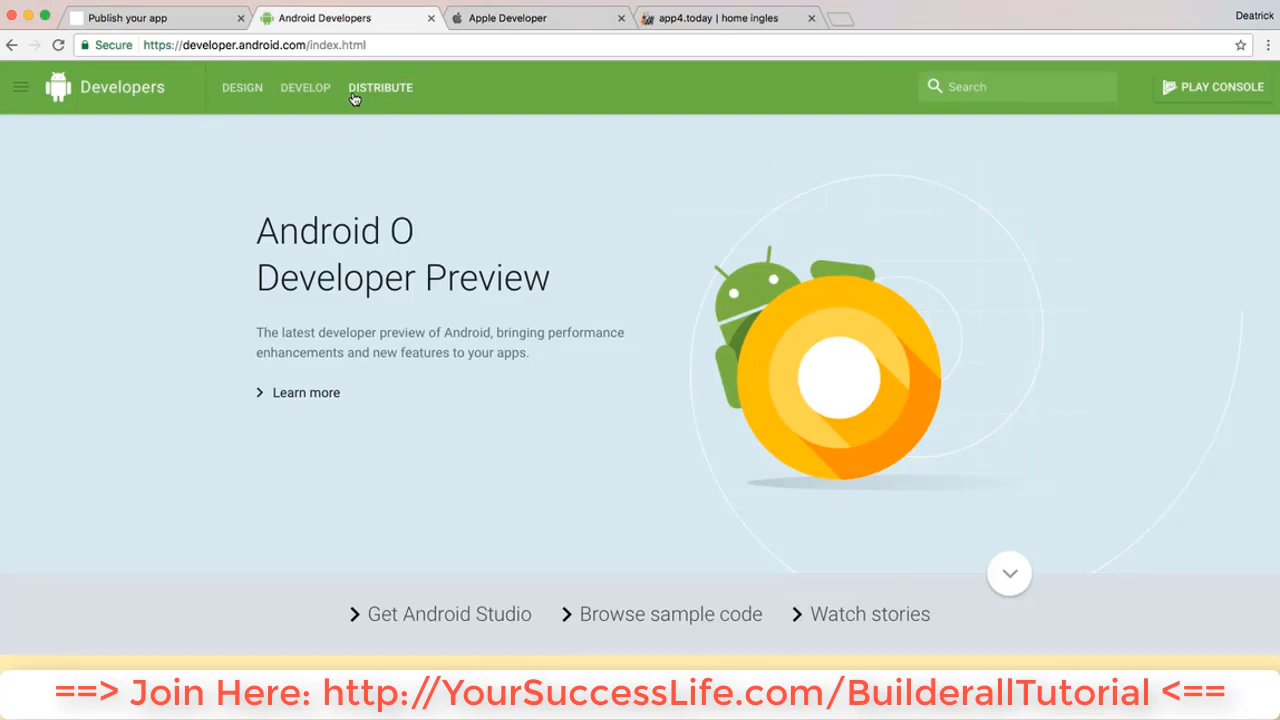 Publish your app
Android Developers
Apple Developer
app4.today | home ingles
Deatrick
Secure
https://developer.android.com/index.html
Developers
DESIGN
DEVELOP
DISTRIBUTE
Search
PLAY CONSOLE
Android O
Developer Preview
The latest developer preview of Android, bringing performance
enhancements and new features to your apps.
Learn more
Get Android Studio
Browse sample code
Watch stories
==> Join Here: http://YourSuccessLife.com/BuilderallTutorial <==